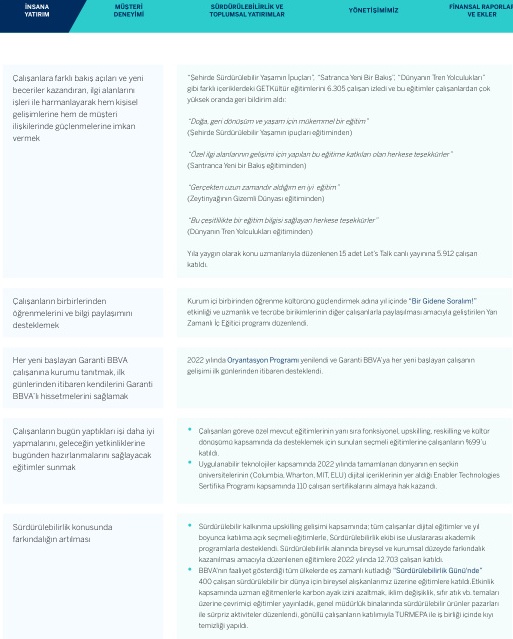 İNSANA
YATIRIM
MÜŞTERİ
DENEYİMİ
SÜRDÜRÜLEBİLİRLİK VE
TOPLUMSAL YATIRIMLAR
YÖNETİŞİMİMİZ
FİNANSAL RAPORLAR
VE EKLER
Çalışanlara farklı bakış açıları ve yeni
beceriler kazandıran, ilgi alanlarını
işleri ile harmanlayarak hem kişisel
gelişimlerine hem de müşteri
ilişkilerinde güçlenmelerine imkan
vermek
"Şehirde Sürdürülebilir Yaşamın İpuçları", "Satranca Yeni Bir Bakış", "Dünyanın Tren Yolculukları"
gibi farklı içeriklerdeki GETKültür eğitimlerini 6.305 çalışan izledi ve bu eğitimler çalışanlardan çok
yüksek oranda geri bildirim aldı:
"Doğa, geri dönüşüm ve yaşam için mükemmel bir eğitim"
(Şehirde Sürdürülebilir Yaşamın ipuçları eğitiminden)
"Özel ilgi alanlarının gelişimi için yapılan bu eğitime katkıları olan herkese teşekkürler"
(Santranca Yeni bir Bakış eğitiminden)
"Gerçekten uzun zamandır aldığım en iyi eğitim"
(Zeytinyağının Gizemli Dünyası eğitiminden)
"Bu çeşitlilikte bir eğitim bilgisi sağlayan herkese teşekkürler"
(Dünyanın Tren Yolculukları eğitiminden)
Yıla yaygın olarak konu uzmanlarıyla düzenlenen 15 adet Let's Talk canlı yayınına 5.912 çalışan
katıldı.
Çalışanların birbirlerinden
öğrenmelerini ve bilgi paylaşımını
desteklemek
Kurum içi birbirinden öğrenme kültürünü güçlendirmek adına yıl içinde "Bir Gidene Soralım!"
etkinliği ve uzmanlık ve tecrübe birikimlerinin diğer çalışanlarla paylaşılması amacıyla geliştirilen Yarı
Zamanlı İç Eğitici programı düzenlendi.
Her yeni başlayan Garanti BBVA
çalışanına kurumu tanıtmak, ilk
günlerinden itibaren kendilerini Garanti
BBVA'lı hissetmelerini sağlamak
2022 yılında Oryantasyon Programı yenilendi ve Garanti BBVA'ya her yeni başlayan çalışanın
gelişimi ilk günlerinden itibaren desteklendi.
Çalışanların bugün yaptıkları işi daha iyi
yapmalarını, geleceğin yetkinliklerine
bugünden hazırlanmalarını sağlayacak
eğitimler sunmak
• Çalışanları göreve özel mevcut eğitimlerinin yanı sıra fonksiyonel, upskilling, reskilling ve kültür
dönüşümü kapsamında da desteklemek için sunulan seçmeli eğitimlerine çalışanların %99'u
katıldı.
• Uygulanabilir teknolojiler kapsamında 2022 yılında tamamlanan dünyanın en seçkin
üniversitelerinin (Columbia, Wharton, MIT, ELU) dijital içeriklerinin yer aldığı Enabler Technologies
Sertifika Programı kapsamında 110 çalışan sertifikalarını almaya hak kazandı.
Sürdürülebilirlik konusunda
farkındalığın artılması
• Sürdürülebilir kalkınma upskilling gelişimi kapsamında; tüm çalışanlar dijital eğitimler ve yıl
boyunca katılıma açık seçmeli eğitimlerle, Sürdürülebilirlik ekibi ise uluslararası akademik
programlarla desteklendi. Sürdürülebilirlik alanında bireysel ve kurumsal düzeyde farkındalık
kazanılması amacıyla düzenlenen eğitimlere 2022 yılında 12.703 çalışan katıldı.
• BBVA'nın faaliyet gösterdiği tüm ülkelerde eş zamanlı kutladığı "Sürdürülebilirlik Günü'nde"
400 çalışan sürdürülebilir bir dünya için bireysel alışkanlarımız üzerine eğitimlere katıldı.Etkinlik
kapsamında uzman eğitmenlerle karbon ayak izini azaltmak, iklim değişiklik, sıfır atık vb. temaları
üzerine çevrimiçi eğitimler yayınladık, genel müdürlük binalarında sürdürülebilir ürünler pazarları
ile sürpriz aktiviteler düzenlendi, gönüllü çalışanların katılımıyla TURMEPA ile iş birliği içinde kıyı
temizliği yapıldı.